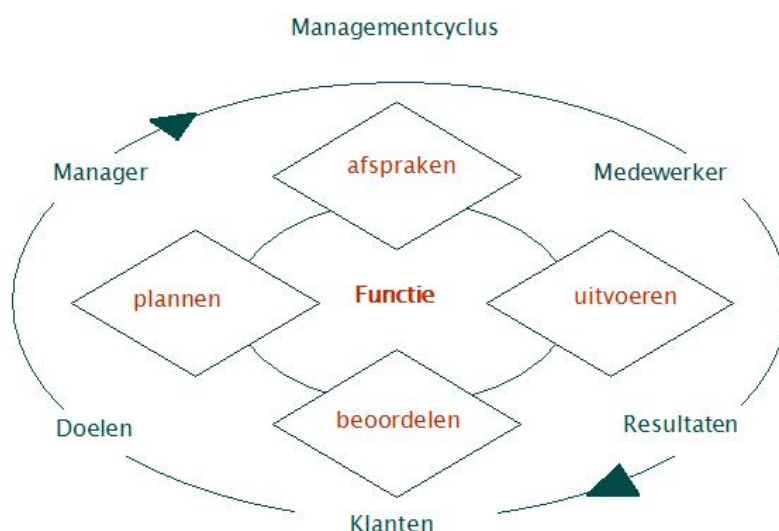 Managementcyclus
afspraken
Manager
Medewerker
plannen
Functie
uitvoeren
beoordelen
Doelen
Resultaten
Klanten